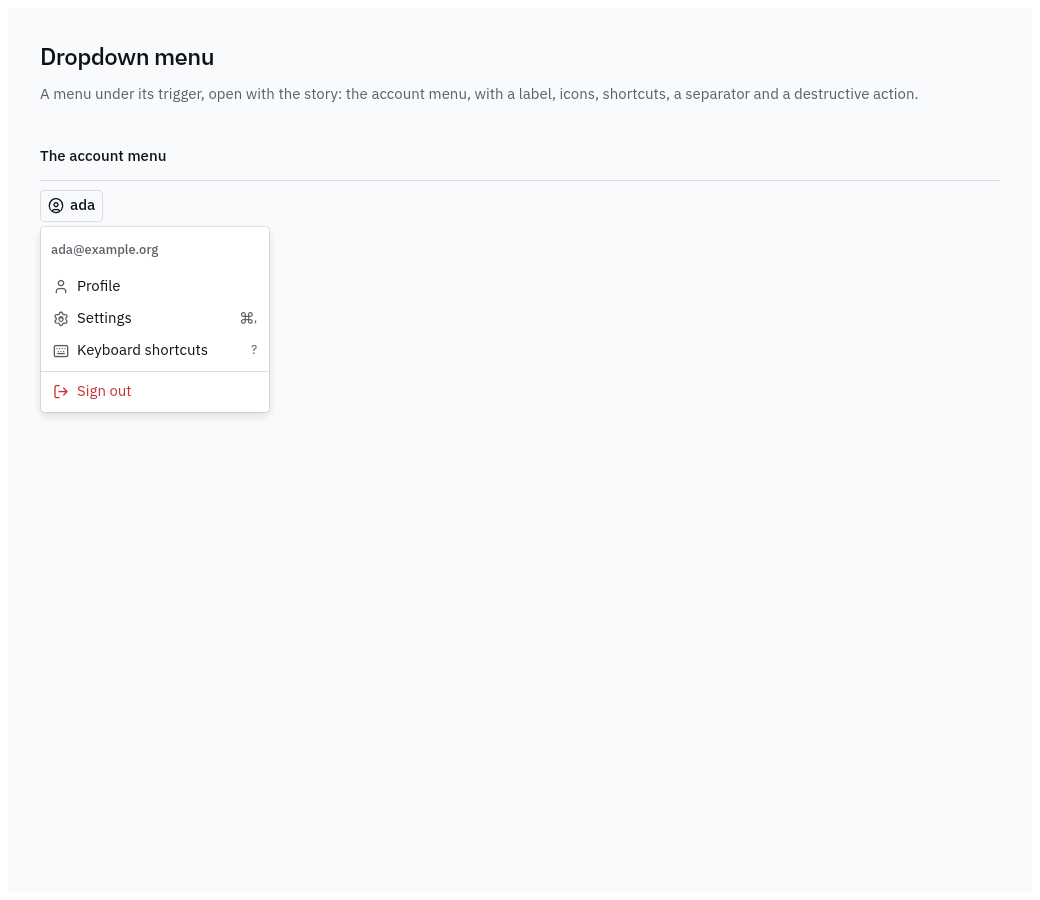 Dropdown menu
A menu under its trigger, open with the story: the account menu, with a label, icons, shortcuts, a separator and a destructive action.
The account menu
ada
ada@example.org
Profile
Settings ⌘,
Keyboard shortcuts ?
Sign out